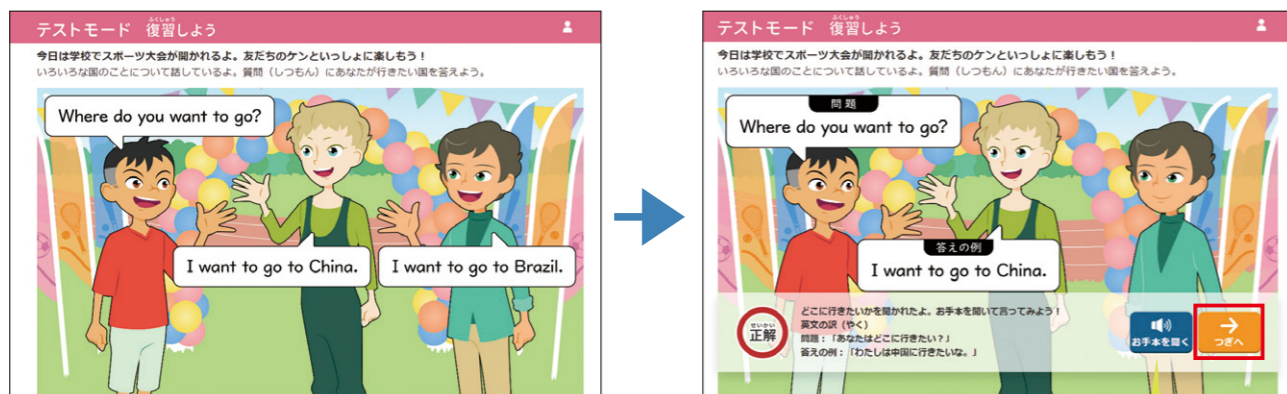 テストモード 復習しよう
ふくしゅう
今日は学校でスポーツ大会が開かれるよ。友だちのケンといっしょに楽しもう！
いろいろな国のことについて話しているよ。質問（しつもん）にあなたが行きたい国を答えよう。
Where do you want to go?
I want to go to China.
I want to go to Brazil.
テストモード 復習しよう
ふくしゅう
今日は学校でスポーツ大会が開かれるよ。友だちのケンといっしょに楽しもう！
いろいろな国のことについて話しているよ。質問（しつもん）にあなたが行きたい国を答えよう。
問題
Where do you want to go?
答えの例
I want to go to China.
せいかい
正解
どこに行きたいかを聞かれたよ。お手本を聞いて言ってみよう！
英文の訳（やく）
問題：「あなたはどこに行きたい？」
答えの例：「わたしは中国に行きたいな。」
お手本を聞く
つぎへ